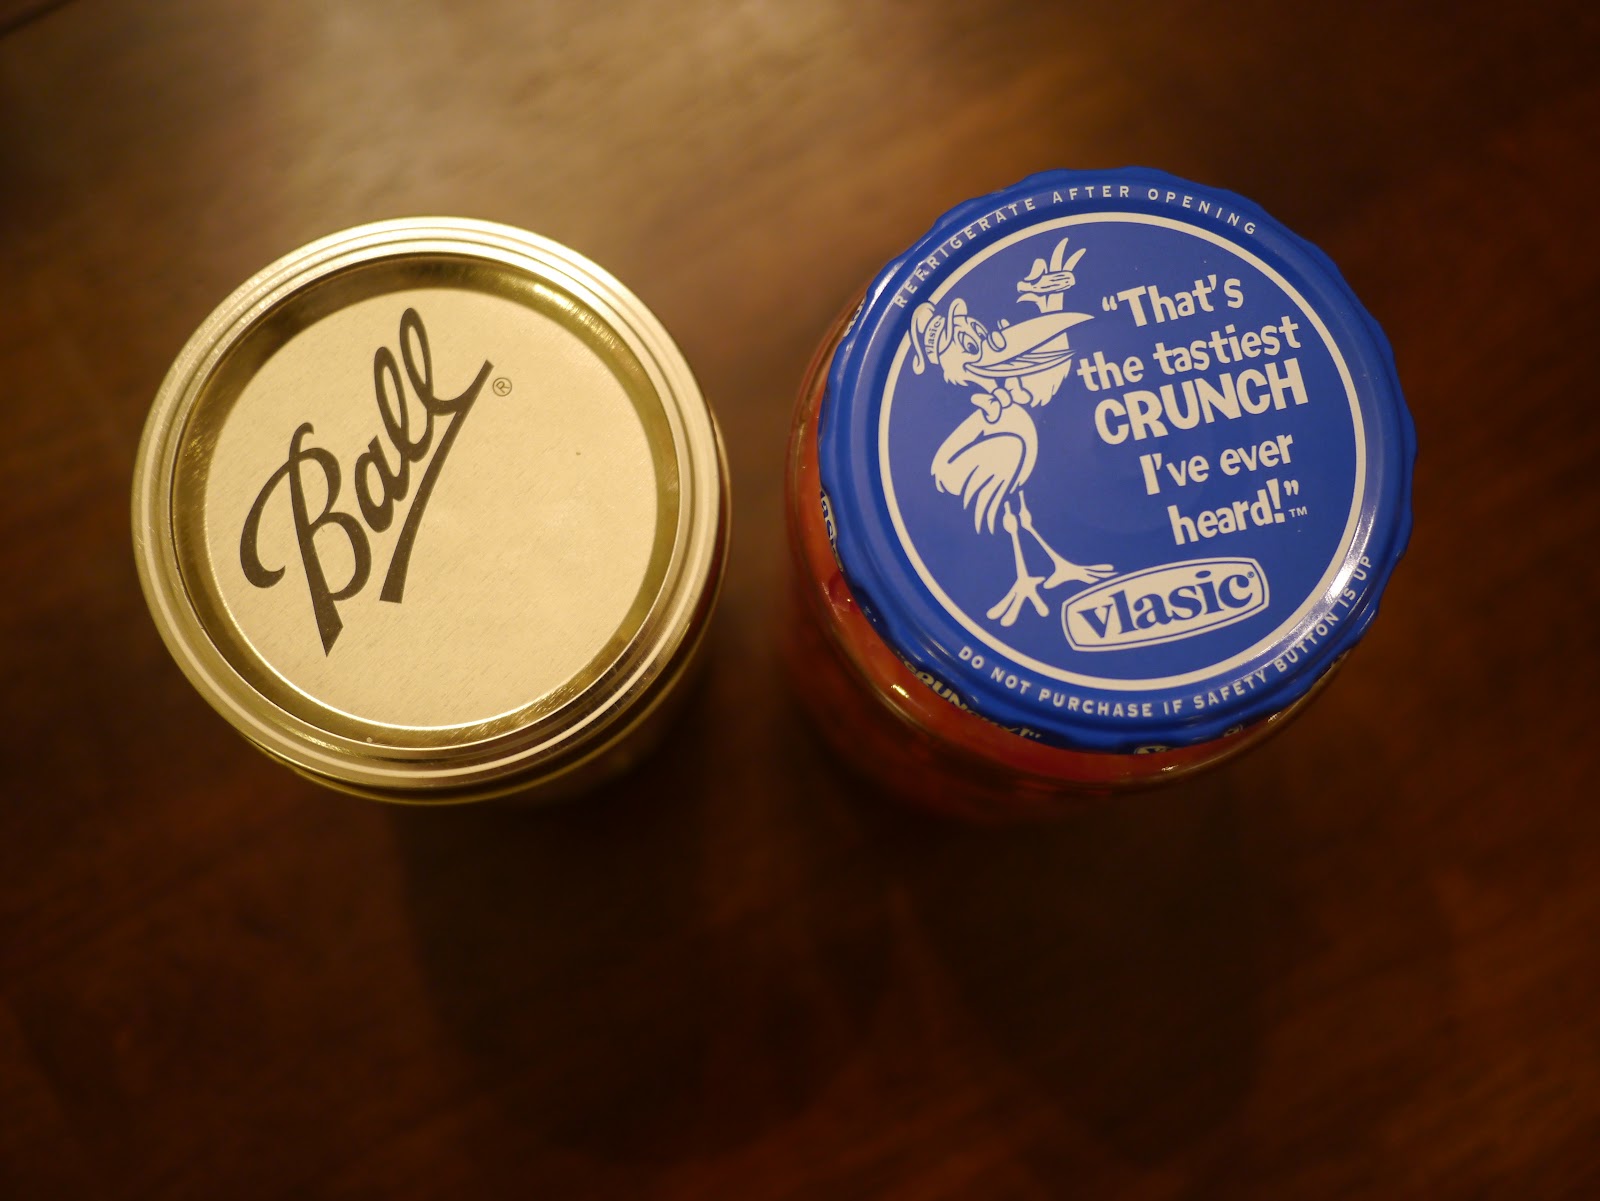 Ball®
REFRIGERATE AFTER OPENING
vlasic
"That's
the tastiest
CRUNCH
I've ever
heard!"™
vlasic®
DO NOT PURCHASE IF SAFETY BUTTON IS UP